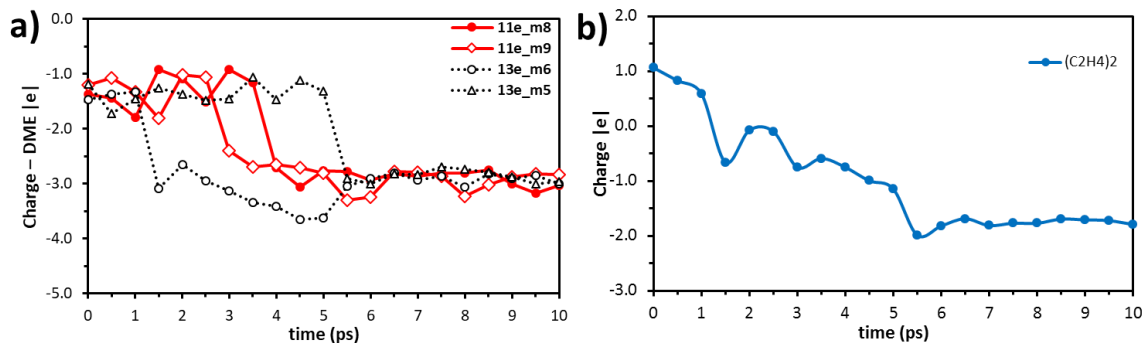 a)
Charge – DME |e|
0.0
-1.0
-2.0
-3.0
-4.0
-5.0
11e_m8
11e_m9
13e_m6
13e_m5
0 1 2 3 4 5 6 7 8 9 10
time (ps)
b)
Charge |e|
2.0
1.0
0.0
-1.0
-2.0
-3.0
(C2H4)2
0 1 2 3 4 5 6 7 8 9 10
time (ps)